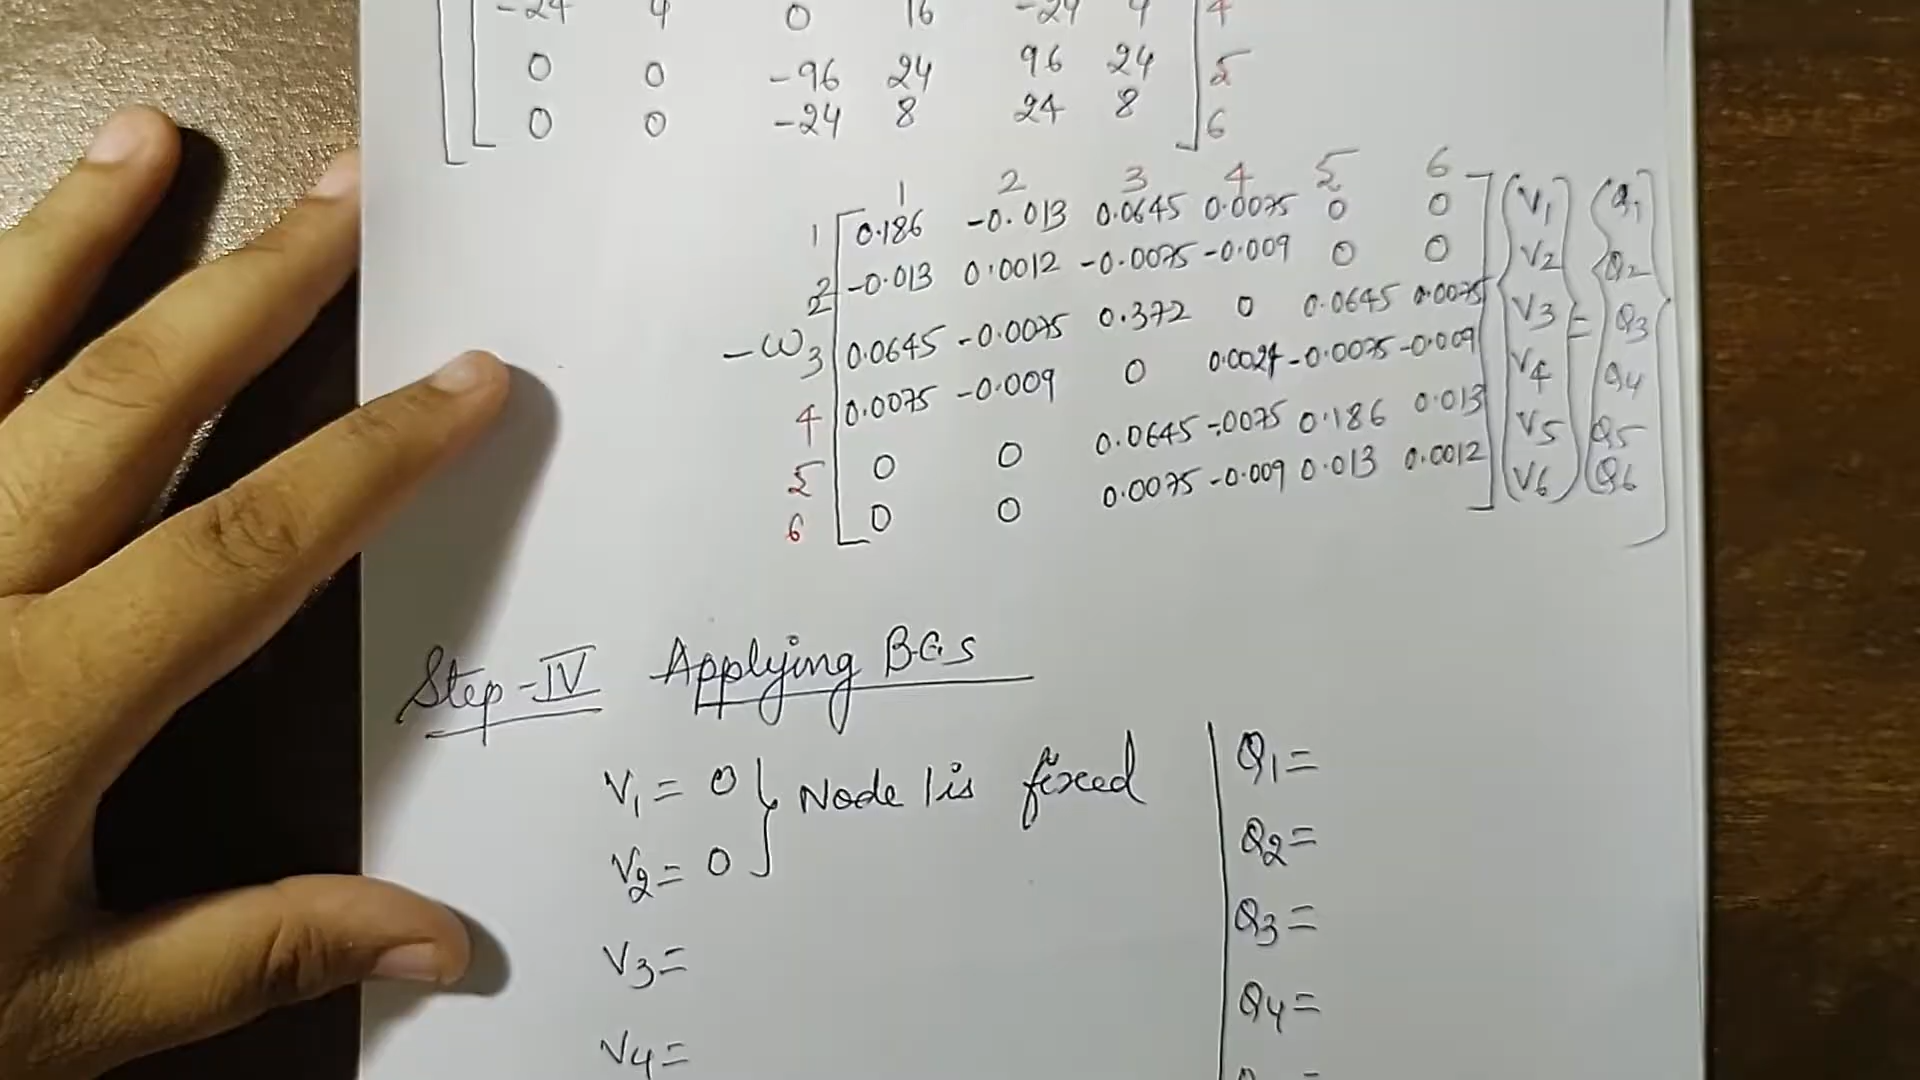 -24 4 0 16 -24 4 4
0 0 -96 24 96 24 5
0 0 -24 8 24 8 6
1 2 3 4 5 6
1 0.186 -0.013 0.0645 0.0075 0 0 V1 Q1
2 -0.013 0.0012 -0.0075 -0.009 0 0 V2 Q2
-ω 3 0.0645 -0.0075 0.372 0 0.0645 0.0075 V3 = Q3
4 0.0075 -0.009 0 0.0024 -0.0075 -0.009 V4 Q4
5 0 0 0.0645 -.0075 0.186 0.013 V5 Q5
6 0 0 0.0075 -0.009 0.013 0.0012 V6 Q6
Step-IV Applying B.Cs
V1 = 0 } Node 1 is fixed
V2 = 0
V3 =
V4 =
Q1 =
Q2 =
Q3 =
Q4 =